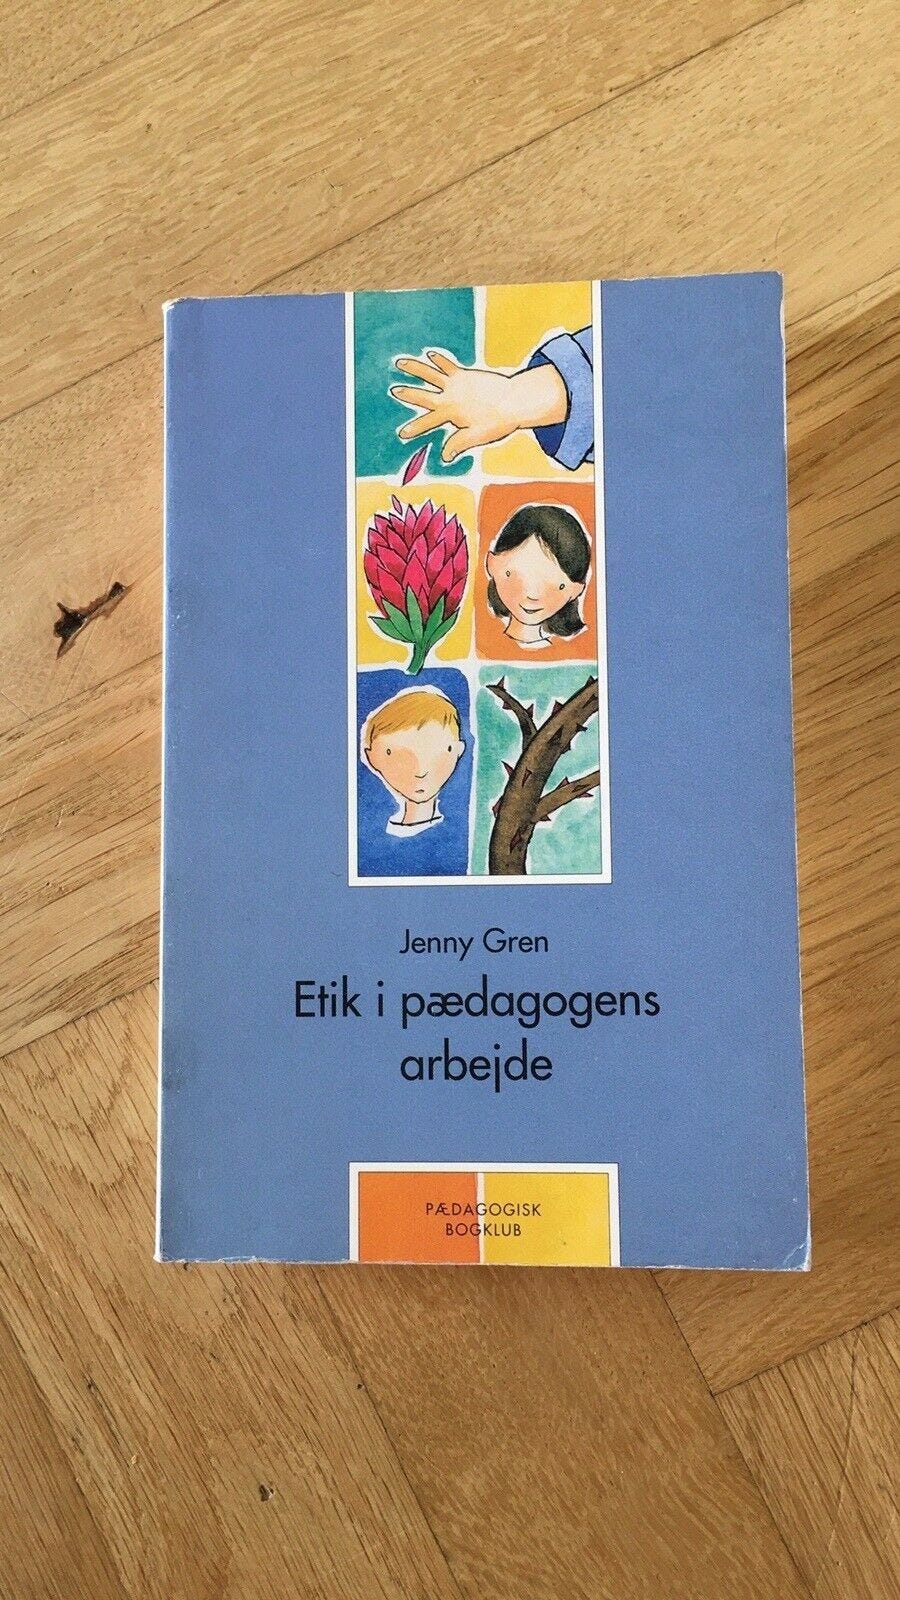 Jenny Gren
Etik i pædagogens
arbejde
PÆDAGOGISK
BOGKLUB